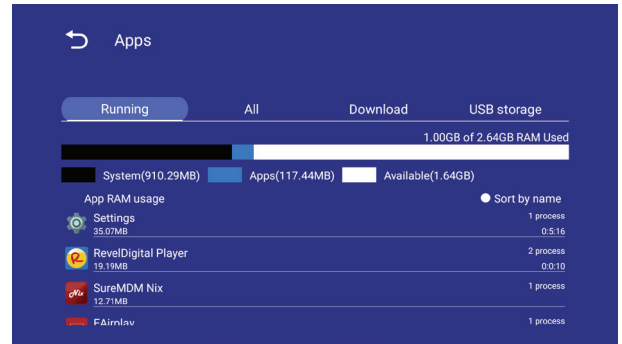 Apps
Running All Download USB storage
1.00GB of 2.64GB RAM Used
System(910.29MB) Apps(117.44MB) Available(1.64GB)
App RAM usage Sort by name
Settings 1 process
35.07MB 0:5:16
RevelDigital Player 2 process
19.19MB 0:0:10
Nix SureMDM Nix 1 process
12.71MB
EAirplay 1 process